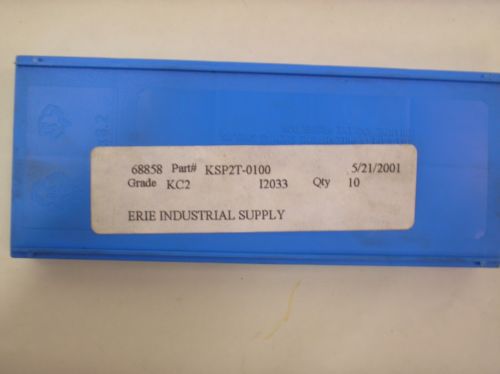 68858 Part# KSP2T-0100 5/21/2001
Grade KC2 I2033 Qty 10
ERIE INDUSTRIAL SUPPLY